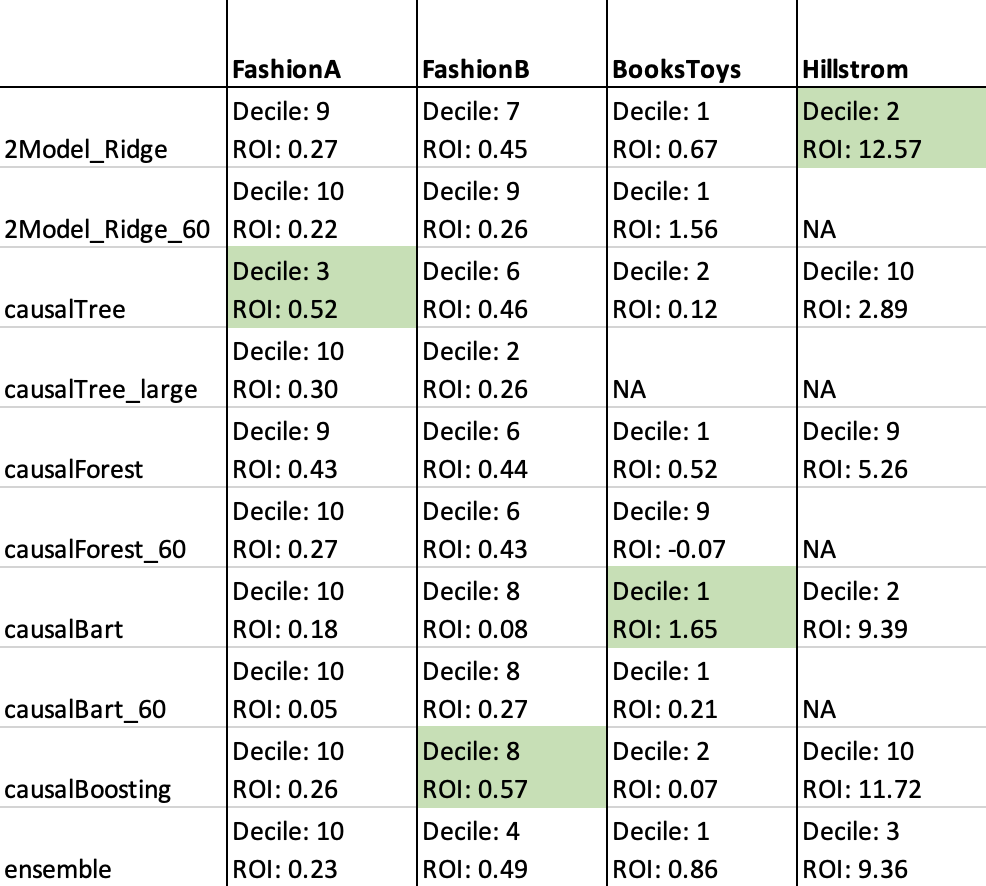 FashionA FashionB BooksToys Hillstrom
Decile: 9 Decile: 7 Decile: 1 Decile: 2
2Model_Ridge ROI: 0.27 ROI: 0.45 ROI: 0.67 ROI: 12.57
Decile: 10 Decile: 9 Decile: 1
2Model_Ridge_60 ROI: 0.22 ROI: 0.26 ROI: 1.56 NA
Decile: 3 Decile: 6 Decile: 2 Decile: 10
causalTree ROI: 0.52 ROI: 0.46 ROI: 0.12 ROI: 2.89
Decile: 10 Decile: 2
causalTree_large ROI: 0.30 ROI: 0.26 NA NA
Decile: 9 Decile: 6 Decile: 1 Decile: 9
causalForest ROI: 0.43 ROI: 0.44 ROI: 0.52 ROI: 5.26
Decile: 10 Decile: 6 Decile: 9
causalForest_60 ROI: 0.27 ROI: 0.43 ROI: -0.07 NA
Decile: 10 Decile: 8 Decile: 1 Decile: 2
causalBart ROI: 0.18 ROI: 0.08 ROI: 1.65 ROI: 9.39
Decile: 10 Decile: 8 Decile: 1
causalBart_60 ROI: 0.05 ROI: 0.27 ROI: 0.21 NA
Decile: 10 Decile: 8 Decile: 2 Decile: 10
causalBoosting ROI: 0.26 ROI: 0.57 ROI: 0.07 ROI: 11.72
Decile: 10 Decile: 4 Decile: 1 Decile: 3
ensemble ROI: 0.23 ROI: 0.49 ROI: 0.86 ROI: 9.36